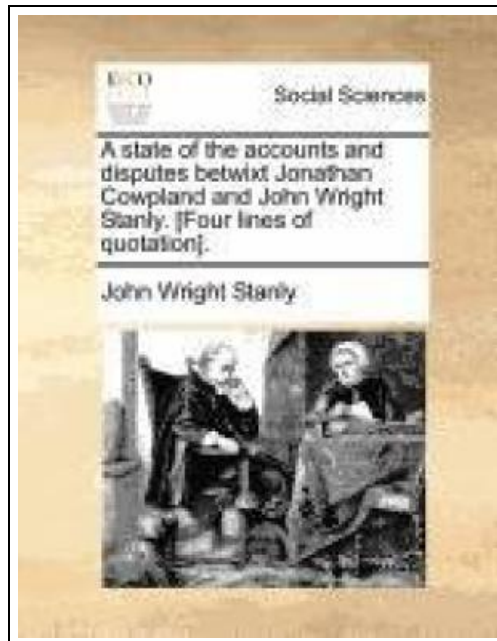 Social Sciences
A state of the accounts and
disputes betwixt Jonathan
Cowpland and John Wright
Stanly. [Four lines of
quotation].
John Wright Stanly